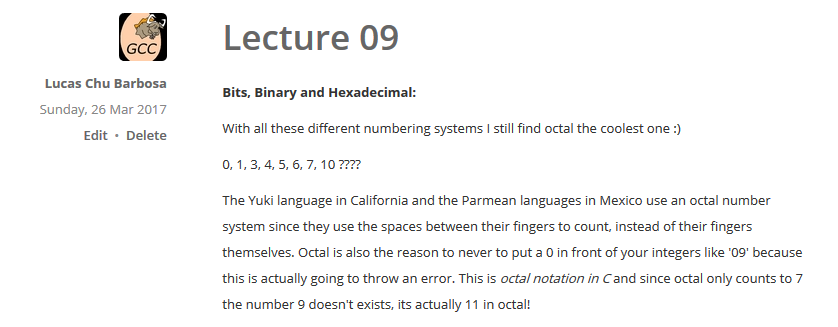 GCC
Lucas Chu Barbosa
Sunday, 26 Mar 2017
Edit • Delete
Lecture 09
Bits, Binary and Hexadecimal:
With all these different numbering systems I still find octal the coolest one :)
0, 1, 3, 4, 5, 6, 7, 10 ????
The Yuki language in California and the Parmean languages in Mexico use an octal number
system since they use the spaces between their fingers to count, instead of their fingers
themselves. Octal is also the reason to never to put a 0 in front of your integers like '09' because
this is actually going to throw an error. This is octal notation in C and since octal only counts to 7
the number 9 doesn't exists, its actually 11 in octal!